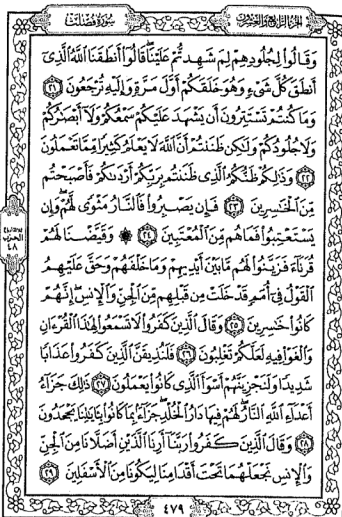 الجزء الرابع والعشرون
سورة فصلت
وَقَالُوا لِجُلُودِهِمْ لِمَ شَهِدتُّمْ عَلَيْنَا قَالُوا أَنطَقَنَا اللَّهُ الَّذِي
أَنطَقَ كُلَّ شَيْءٍ وَهُوَ خَلَقَكُمْ أَوَّلَ مَرَّةٍ وَإِلَيْهِ تُرْجَعُونَ ٢١
وَمَا كُنتُمْ تَسْتَتِرُونَ أَن يَشْهَدَ عَلَيْكُمْ سَمْعُكُمْ وَلَا أَبْصَارُكُمْ
وَلَا جُلُودُكُمْ وَلَكِن ظَنَنتُمْ أَنَّ اللَّهَ لَا يَعْلَمُ كَثِيرًا مِّمَّا تَعْمَلُونَ
٢٢ وَذَلِكُمْ ظَنُّكُمُ الَّذِي ظَنَنتُم بِرَبِّكُمْ أَرْدَاكُمْ فَأَصْبَحْتُم
مِّنَ الْخَاسِرِينَ ٢٣ فَإِن يَصْبِرُوا فَالنَّارُ مَثْوًى لَّهُمْ وَإِن
يَسْتَعْتِبُوا فَمَا هُم مِّنَ الْمُعْتَبِينَ ٢٤ ۞ وَقَيَّضْنَا لَهُمْ
قُرَنَاءَ فَزَيَّنُوا لَهُم مَّا بَيْنَ أَيْدِيهِمْ وَمَا خَلْفَهُمْ وَحَقَّ عَلَيْهِمُ
الْقَوْلُ فِي أُمَمٍ قَدْ خَلَتْ مِن قَبْلِهِم مِّنَ الْجِنِّ وَالْإِنسِ إِنَّهُمْ
كَانُوا خَاسِرِينَ ٢٥ وَقَالَ الَّذِينَ كَفَرُوا لَا تَسْمَعُوا لِهَذَا الْقُرْءَانِ
وَالْغَوْا فِيهِ لَعَلَّكُمْ تَغْلِبُونَ ٢٦ فَلَنُذِيقَنَّ الَّذِينَ كَفَرُوا عَذَابًا
شَدِيدًا وَلَنَجْزِيَنَّهُمْ أَسْوَأَ الَّذِي كَانُوا يَعْمَلُونَ ٢٧ ذَلِكَ جَزَاءُ
أَعْدَاءِ اللَّهِ النَّارُ لَهُمْ فِيهَا دَارُ الْخُلْدِ جَزَاءً بِمَا كَانُوا بِآيَاتِنَا يَجْحَدُونَ
٢٨ وَقَالَ الَّذِينَ كَفَرُوا رَبَّنَا أَرِنَا الَّذَيْنِ أَضَلَّانَا مِنَ الْجِنِّ
وَالْإِنسِ نَجْعَلْهُمَا تَحْتَ أَقْدَامِنَا لِيَكُونَا مِنَ الْأَسْفَلِينَ ٢٩
الحزب
٤٨
٤٧٩